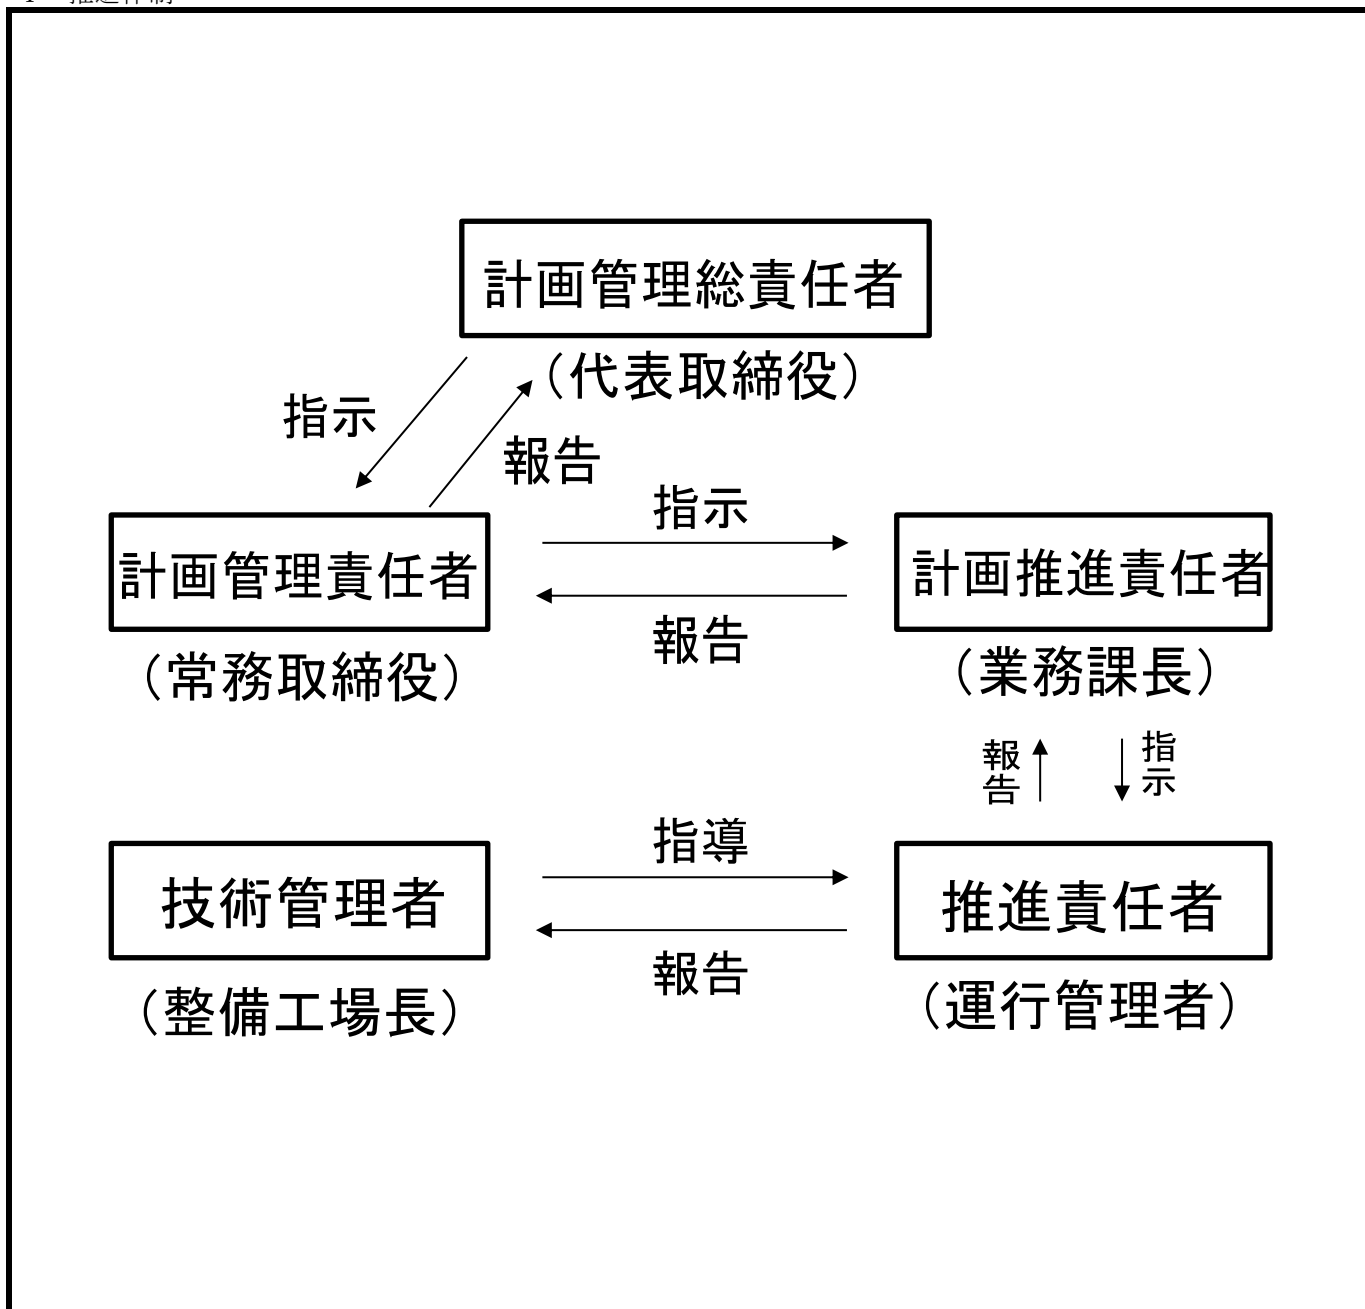 計画管理総責任者
（代表取締役）
指示
報告
指示
計画管理責任者
計画推進責任者
報告
（常務取締役）
（業務課長）
報告
指示
指導
技術管理者
推進責任者
報告
（整備工場長）
（運行管理者）